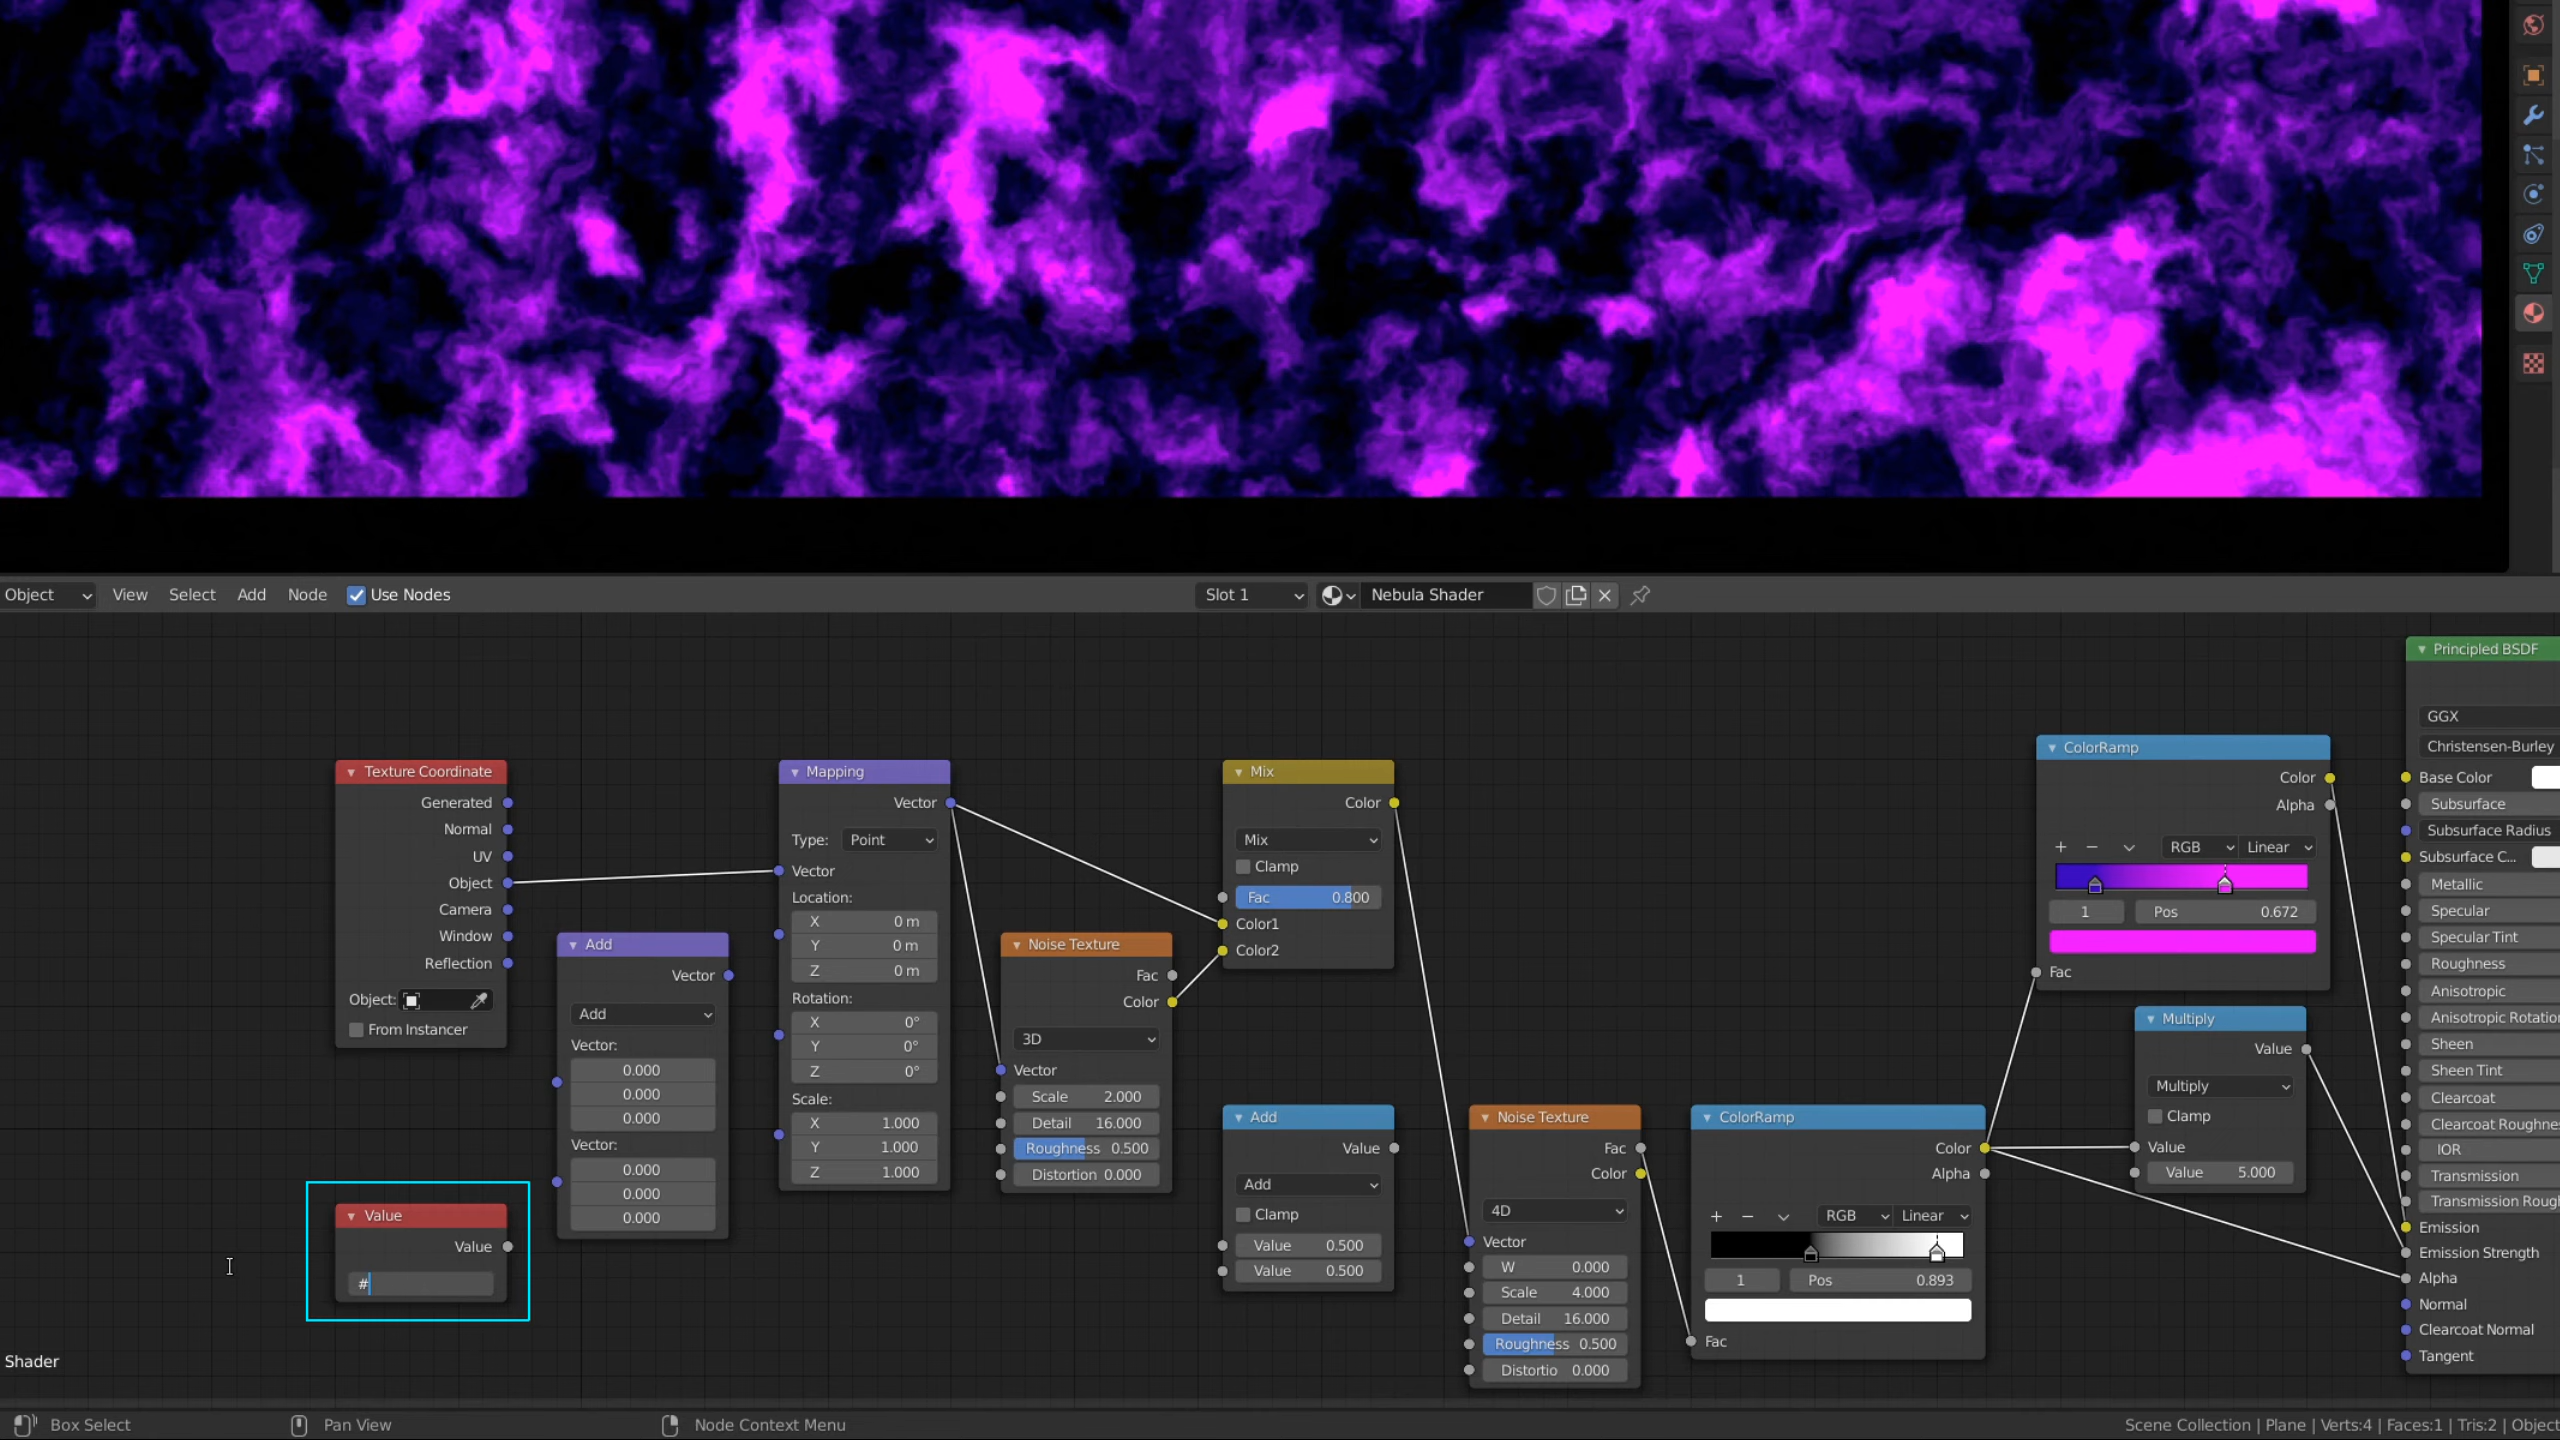 Object View Select Add Node Use Nodes Slot 1 Nebula Shader
Texture Coordinate
Generated
Normal
UV
Object
Camera
Window
Reflection
Object:
From Instancer
Value
Value
#
Add
Vector
Add
Vector:
0.000
0.000
0.000
Vector:
0.000
0.000
0.000
Mapping
Vector
Type: Point
Vector
Location:
X 0 m
Y 0 m
Z 0 m
Rotation:
X 0°
Y 0°
Z 0°
Scale:
X 1.000
Y 1.000
Z 1.000
Noise Texture
Fac
Color
3D
Vector
Scale 2.000
Detail 16.000
Roughness 0.500
Distortion 0.000
Mix
Color
Mix
Clamp
Fac 0.800
Color1
Color2
Add
Value
Add
Clamp
Value 0.500
Value 0.500
Noise Texture
Fac
Color
4D
Vector
W 0.000
Scale 4.000
Detail 16.000
Roughness 0.500
Distortio 0.000
ColorRamp
Color
Alpha
RGB Linear
1 Pos 0.893
Fac
ColorRamp
Color
Alpha
RGB Linear
1 Pos 0.672
Fac
Multiply
Value
Multiply
Clamp
Value
Value 5.000
Principled BSDF
GGX
Christensen-Burley
Base Color
Subsurface
Subsurface Radius
Subsurface C...
Metallic
Specular
Specular Tint
Roughness
Anisotropic
Anisotropic Rotation
Sheen
Sheen Tint
Clearcoat
Clearcoat Roughne
IOR
Transmission
Transmission Rough
Emission
Emission Strength
Alpha
Normal
Clearcoat Normal
Tangent
Shader
Box Select Pan View Node Context Menu Scene Collection | Plane | Verts:4 | Faces:1 | Tris:2 | Object